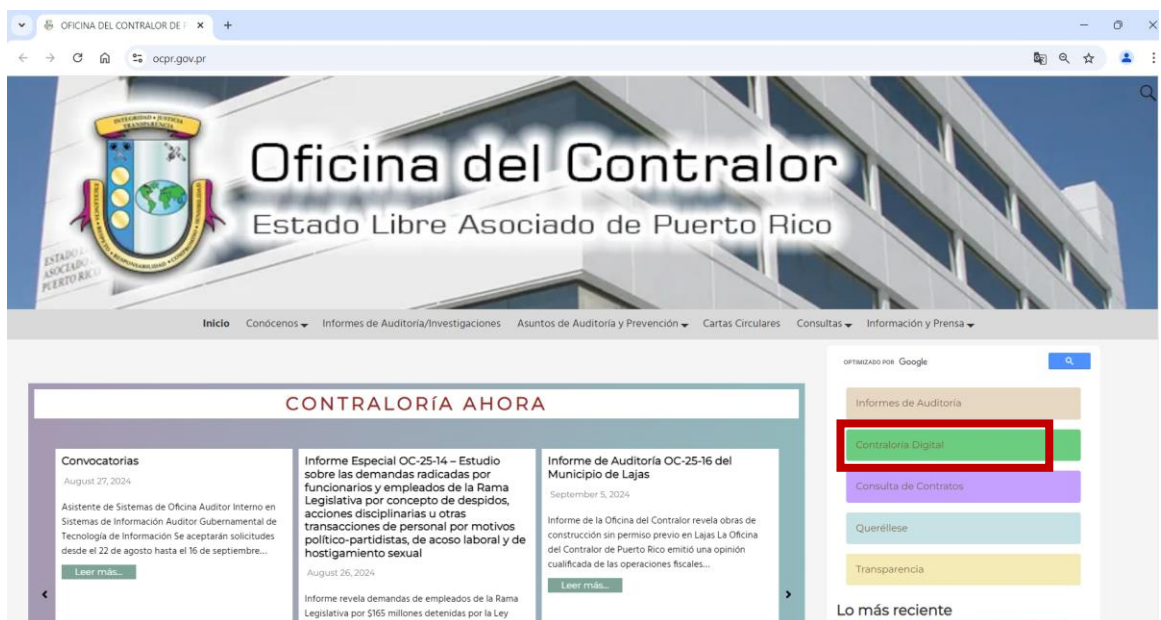 OFICINA DEL CONTRALOR DE P
ocpr.gov.pr
INTEGRIDAD • JUSTICIA
TRANSPARENCIA
Oficina del Contralor
Estado Libre Asociado de Puerto Rico
ESTADO L
ASOCIADO
PUERTO RICO
Inicio Conócenos Informes de Auditoría/Investigaciones Asuntos de Auditoría y Prevención Cartas Circulares Consultas Información y Prensa
OPTIMIZADO POR Google
CONTRALORÍA AHORA
Convocatorias
August 27, 2024
Asistente de Sistemas de Oficina Auditor Interno en
Sistemas de Información Auditor Gubernamental de
Tecnología de Información Se aceptarán solicitudes
desde el 22 de agosto hasta el 16 de septiembre...
Leer más...
Informe Especial OC-25-14 – Estudio
sobre las demandas radicadas por
funcionarios y empleados de la Rama
Legislativa por concepto de despidos,
acciones disciplinarias u otras
transacciones de personal por motivos
político-partidistas, de acoso laboral y de
hostigamiento sexual
August 26, 2024
Informe revela demandas de empleados de la Rama
Legislativa por $165 millones detenidas por la Ley
Informe de Auditoría OC-25-16 del
Municipio de Lajas
September 5, 2024
Informe de la Oficina del Contralor revela obras de
construcción sin permiso previo en Lajas La Oficina
del Contralor de Puerto Rico emitió una opinión
cualificada de las operaciones fiscales...
Leer más...
Informes de Auditoría
Contraloría Digital
Consulta de Contratos
Queréllese
Transparencia
Lo más reciente